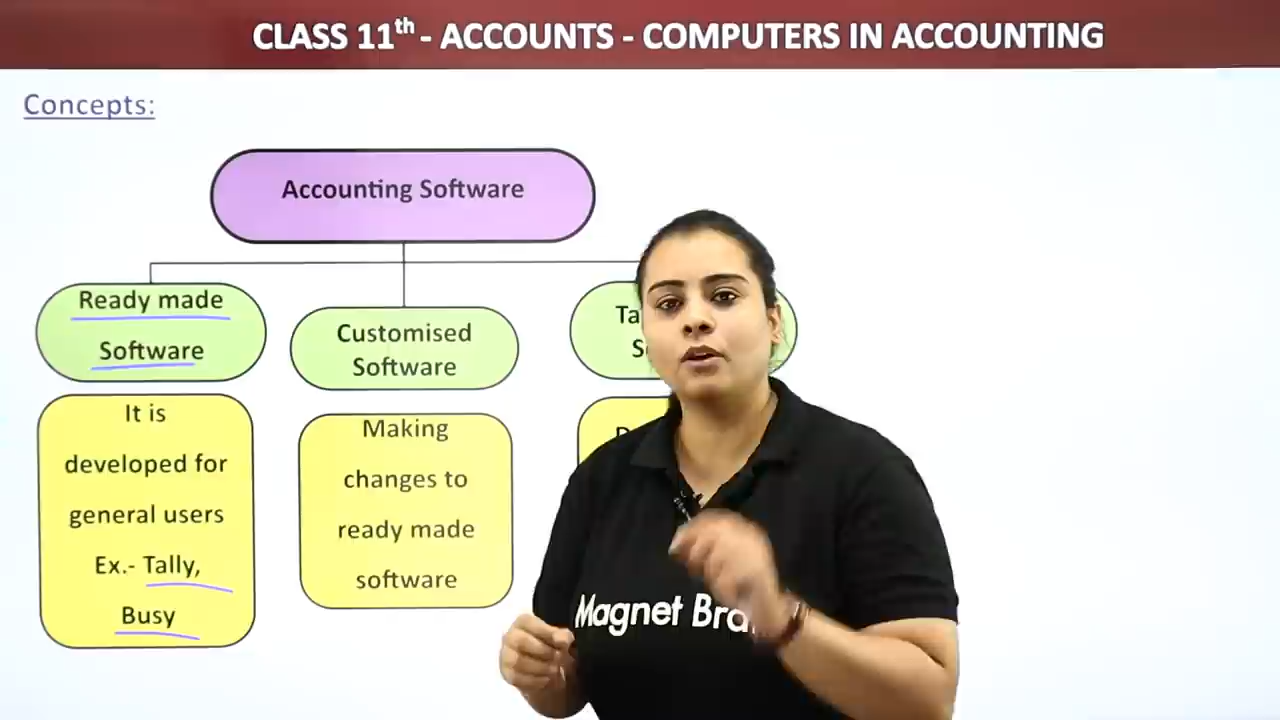 CLASS 11th - ACCOUNTS - COMPUTERS IN ACCOUNTING
Concepts:
Accounting Software
Ready made
Software
It is
developed for
general users
Ex.- Tally,
Busy
Customised
Software
Making
changes to
ready made
software
Magnet